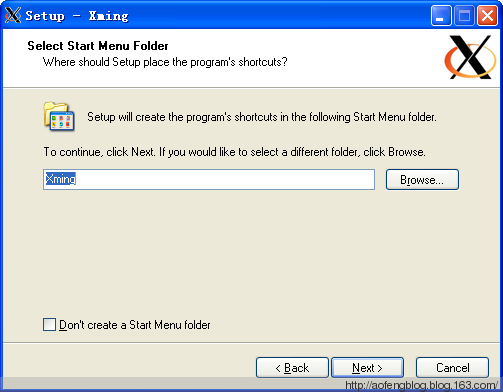 Setup - Xming
Select Start Menu Folder
Where should Setup place the program's shortcuts?
Setup will create the program's shortcuts in the following Start Menu folder.
To continue, click Next. If you would like to select a different folder, click Browse.
Xming
Browse...
Don't create a Start Menu folder
< Back
Next >
Cancel
http://aofengblog.blog.163.com/